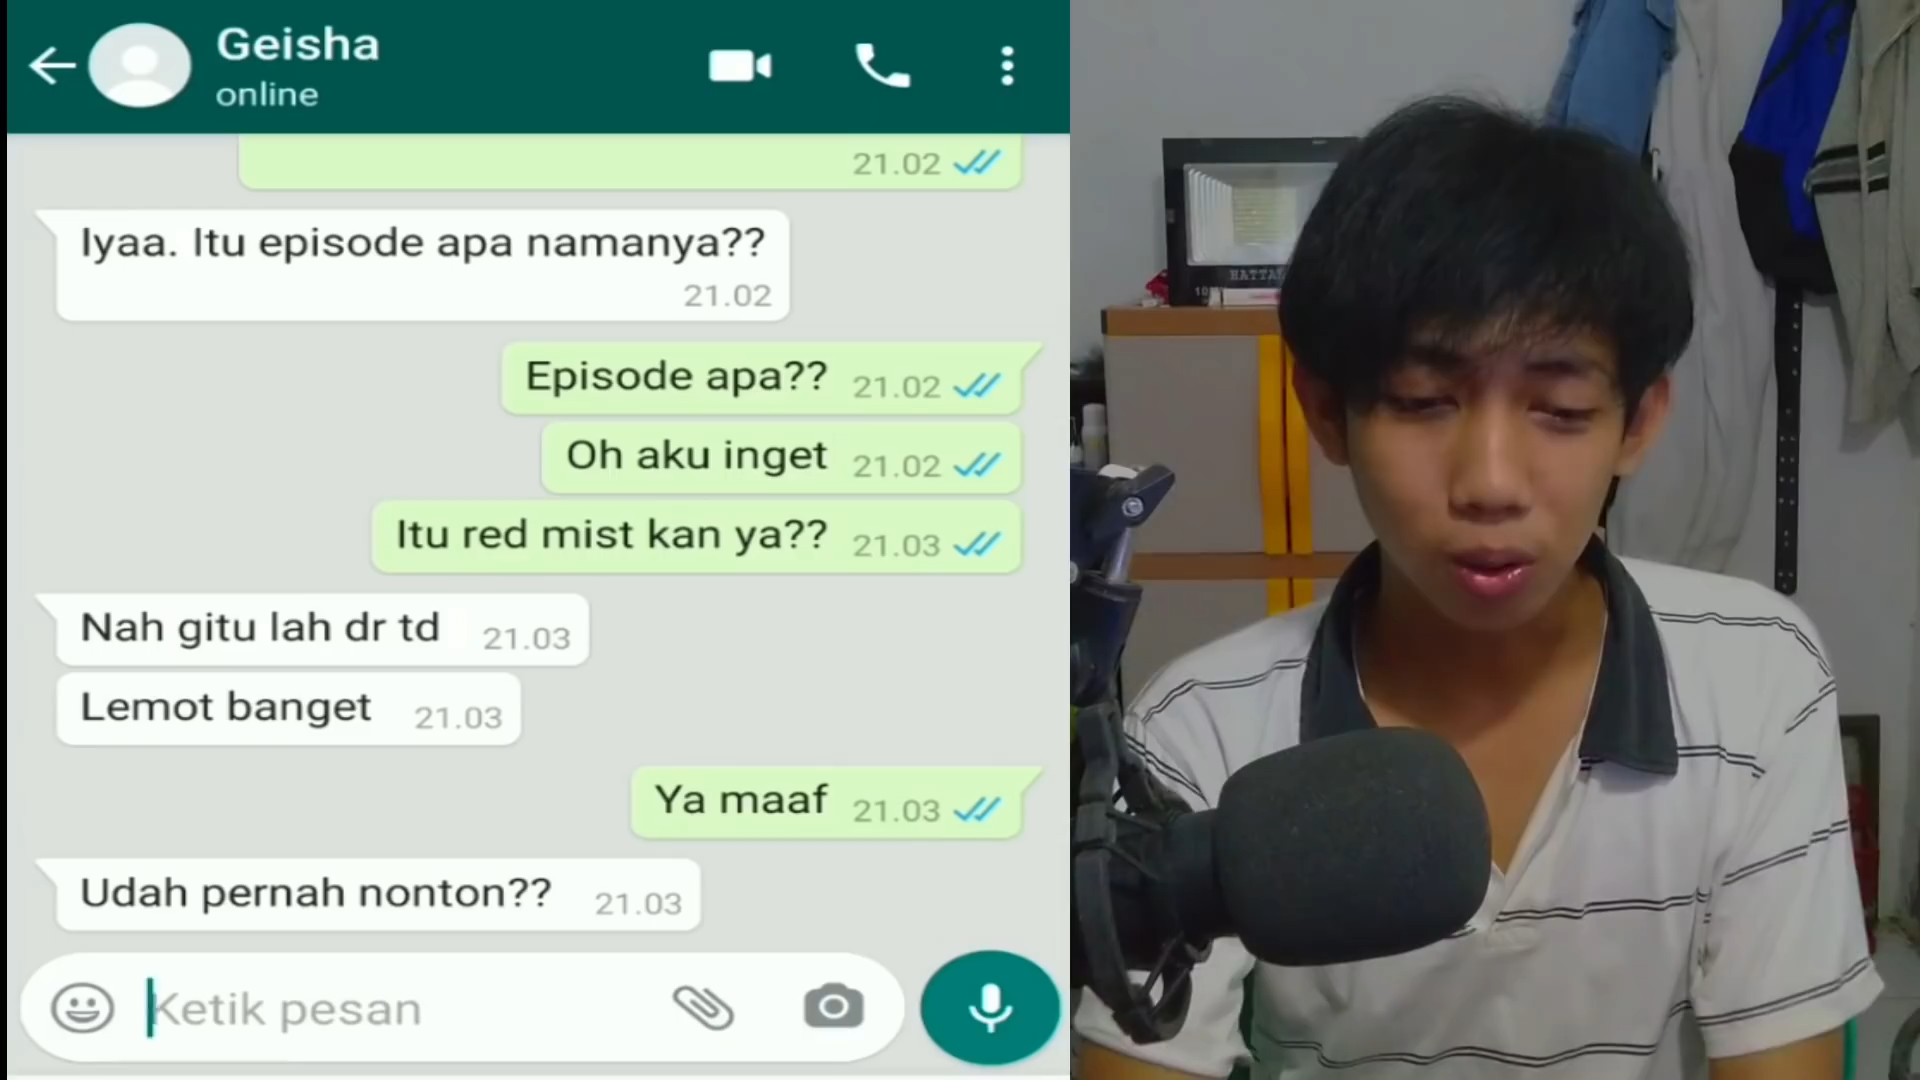 Geisha
online
21.02
Iyaa. Itu episode apa namanya??
21.02
Episode apa?? 21.02
Oh aku inget 21.02
Itu red mist kan ya?? 21.03
Nah gitu lah dr td 21.03
Lemot banget 21.03
Ya maaf 21.03
Udah pernah nonton?? 21.03
Ketik pesan